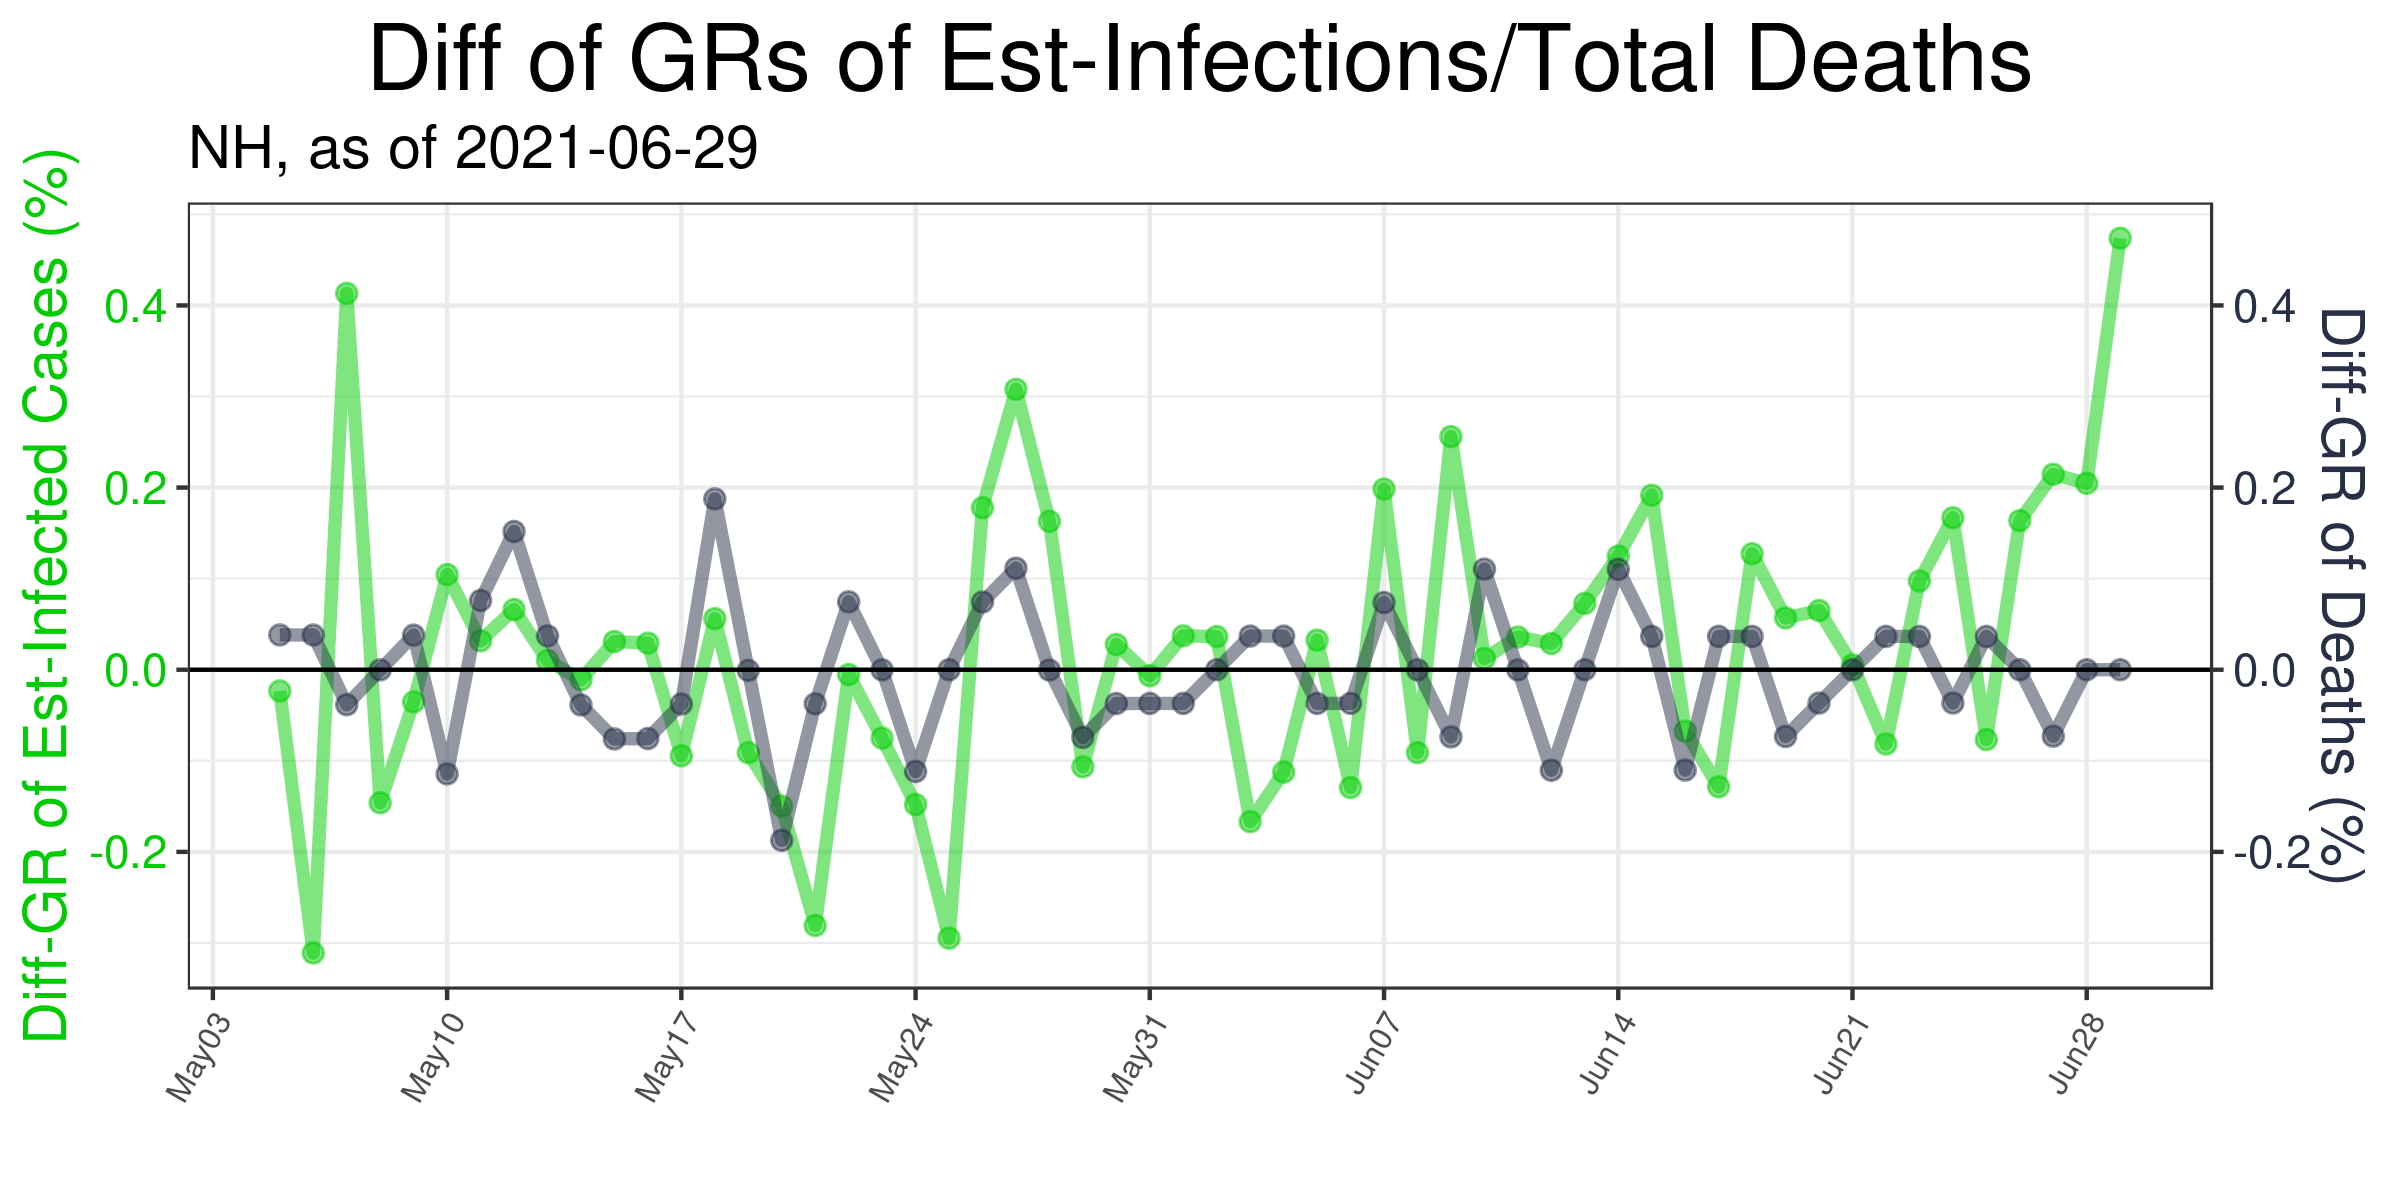 Diff of GRs of Est-Infections/Total Deaths
NH, as of 2021-06-29
Diff-GR of Est-Infected Cases (%)
0.4
0.2
0.0
-0.2
0.4
0.2
0.0
-0.2
Diff-GR of Deaths (%)
May03
May10
May17
May24
May31
Jun07
Jun14
Jun21
Jun28